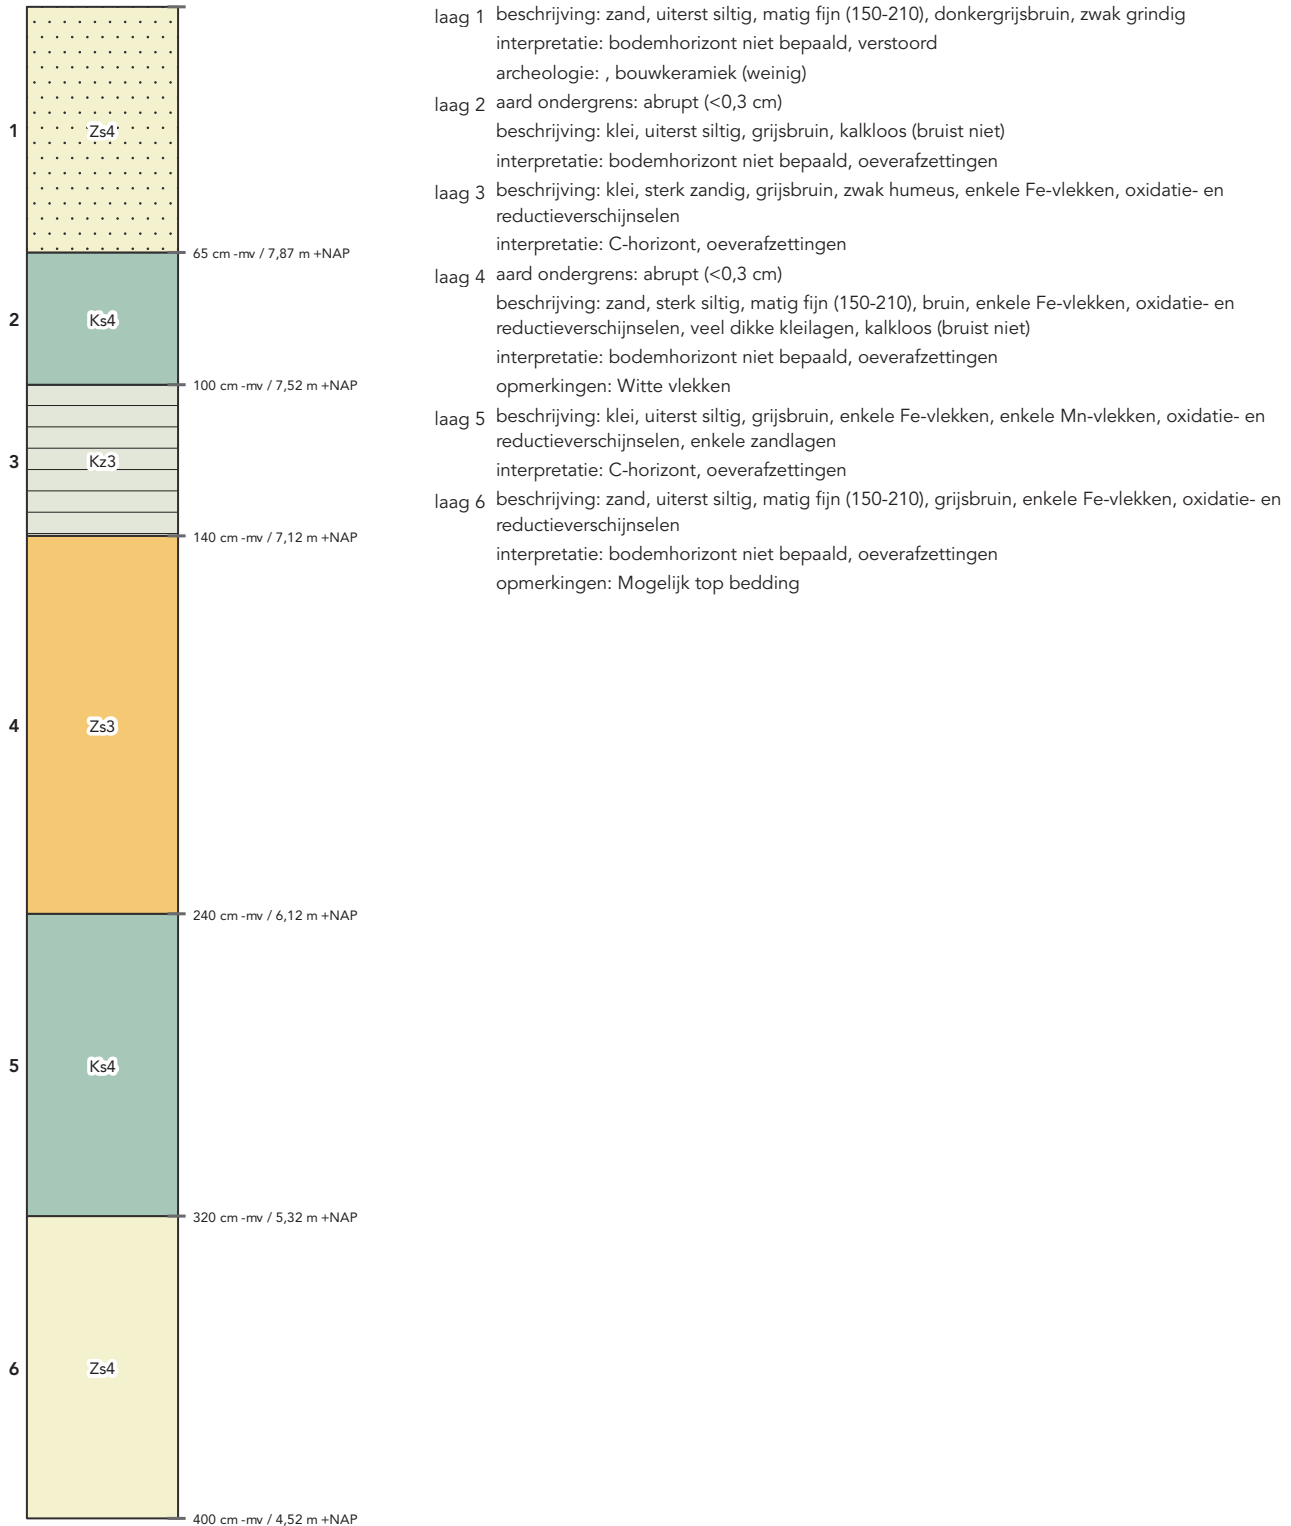 laag 1 beschrijving: zand, uiterst siltig, matig fijn (150-210), donkergrijsbruin, zwak grindig
interpretatie: bodemhorizont niet bepaald, verstoord
archeologie: , bouwkeramiek (weinig)
laag 2 aard ondergrens: abrupt (<0,3 cm)
beschrijving: klei, uiterst siltig, grijsbruin, kalkloos (bruist niet)
interpretatie: bodemhorizont niet bepaald, oeverafzettingen
laag 3 beschrijving: klei, sterk zandig, grijsbruin, zwak humeus, enkele Fe-vlekken, oxidatie- en
reductieverschijnselen
interpretatie: C-horizont, oeverafzettingen
laag 4 aard ondergrens: abrupt (<0,3 cm)
beschrijving: zand, sterk siltig, matig fijn (150-210), bruin, enkele Fe-vlekken, oxidatie- en
reductieverschijnselen, veel dikke kleilagen, kalkloos (bruist niet)
interpretatie: bodemhorizont niet bepaald, oeverafzettingen
opmerkingen: Witte vlekken
laag 5 beschrijving: klei, uiterst siltig, grijsbruin, enkele Fe-vlekken, enkele Mn-vlekken, oxidatie- en
reductieverschijnselen, enkele zandlagen
interpretatie: C-horizont, oeverafzettingen
laag 6 beschrijving: zand, uiterst siltig, matig fijn (150-210), grijsbruin, enkele Fe-vlekken, oxidatie- en
reductieverschijnselen
interpretatie: bodemhorizont niet bepaald, oeverafzettingen
opmerkingen: Mogelijk top bedding
1 Zs4
65 cm -mv / 7,87 m +NAP
2 Ks4
100 cm -mv / 7,52 m +NAP
3 Kz3
140 cm -mv / 7,12 m +NAP
4 Zs3
240 cm -mv / 6,12 m +NAP
5 Ks4
320 cm -mv / 5,32 m +NAP
6 Zs4
400 cm -mv / 4,52 m +NAP